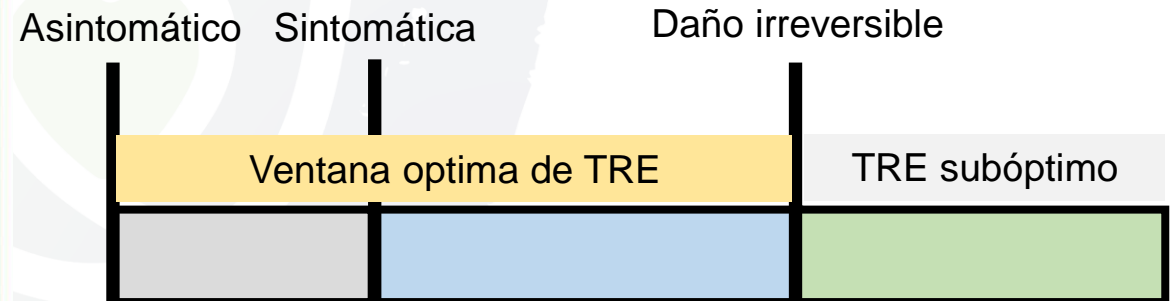 Asintomático
Sintomática
Daño irreversible
Ventana optima de TRE
TRE subóptimo